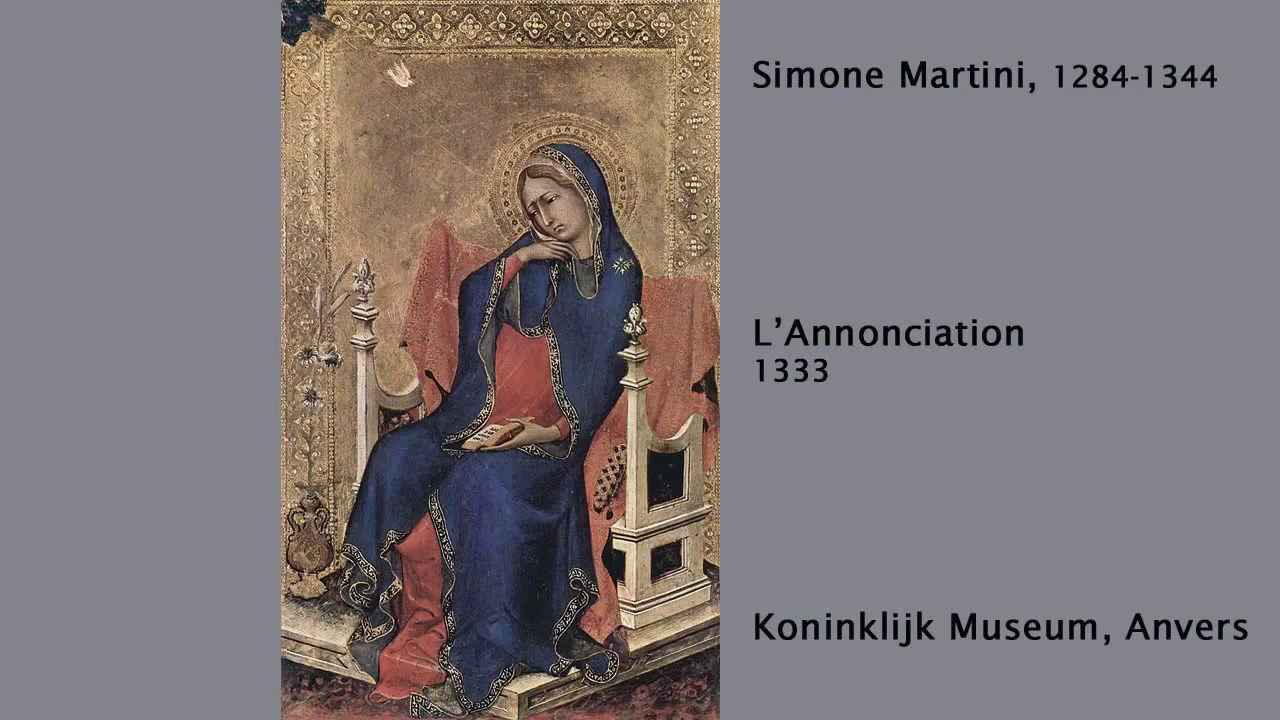 Simone Martini, 1284-1344
L’Annonciation
1333
Koninklijk Museum, Anvers